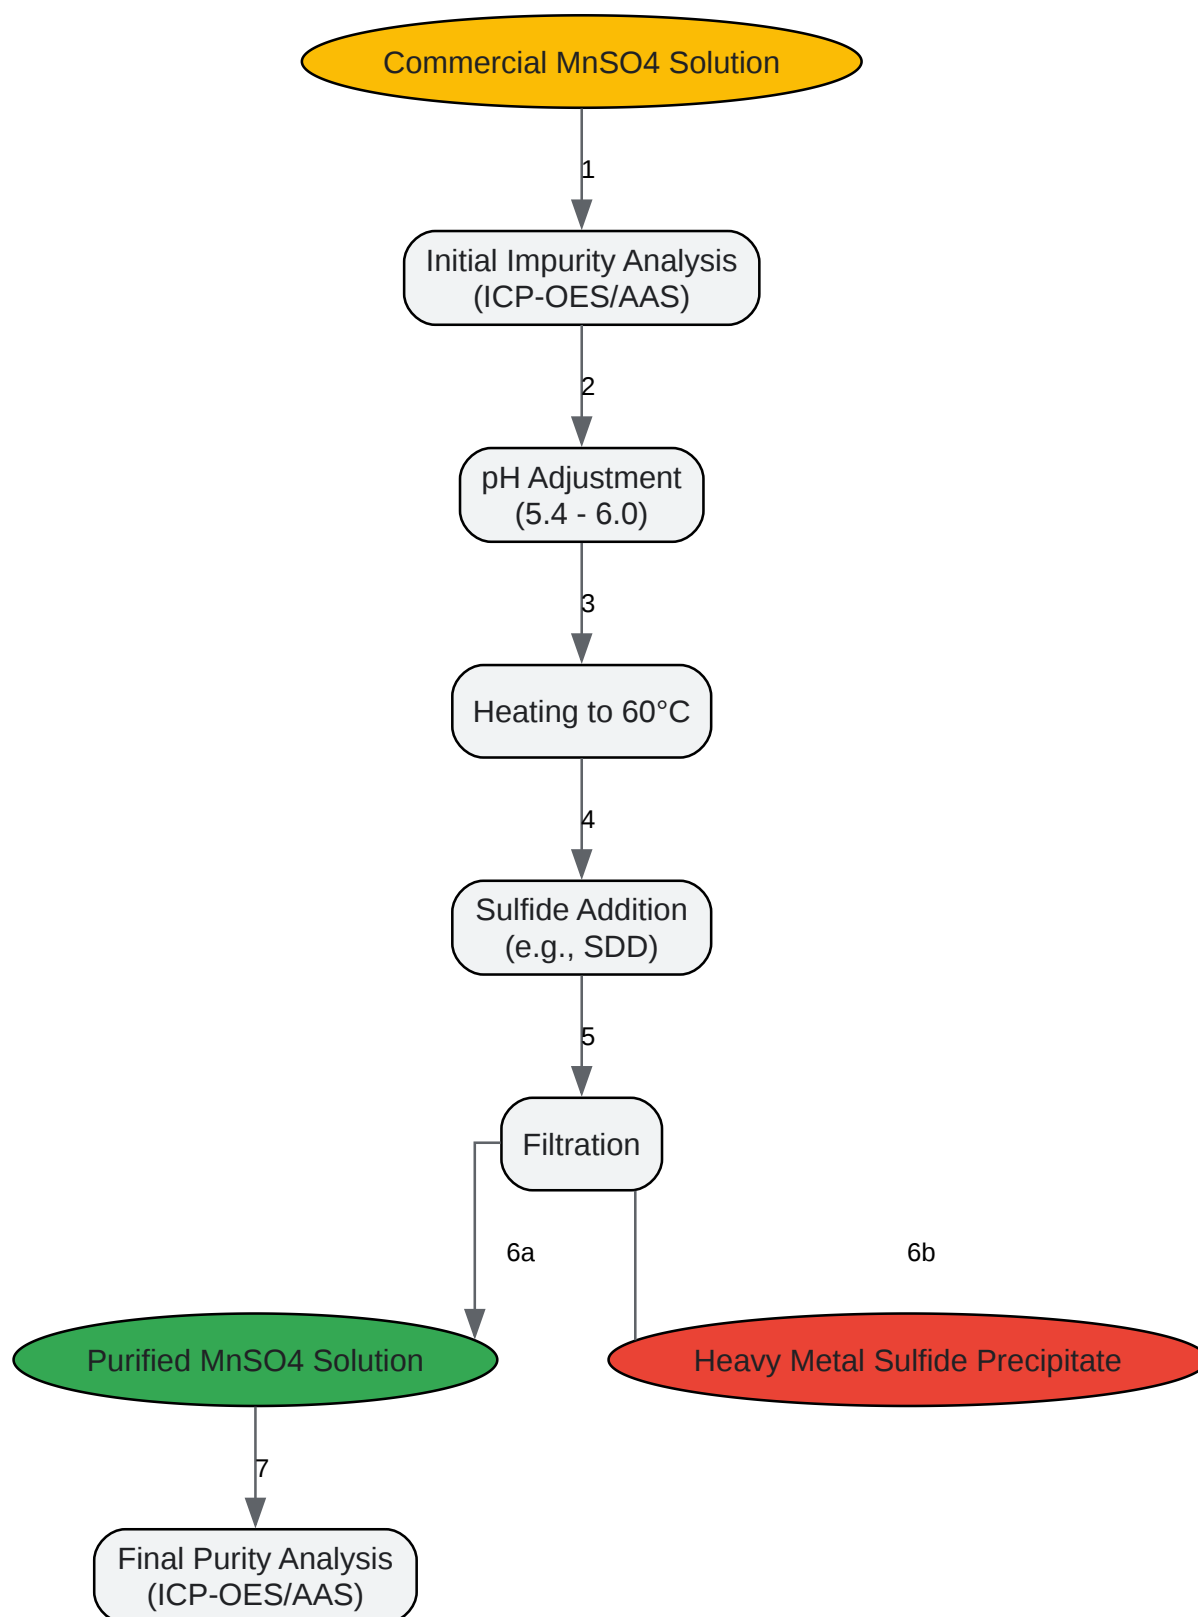 Commercial MnSO4 Solution
1
Initial Impurity Analysis
(ICP-OES/AAS)
2
pH Adjustment
(5.4 - 6.0)
3
Heating to 60°C
4
Sulfide Addition
(e.g., SDD)
5
Filtration
6a
6b
Purified MnSO4 Solution
Heavy Metal Sulfide Precipitate
7
Final Purity Analysis
(ICP-OES/AAS)